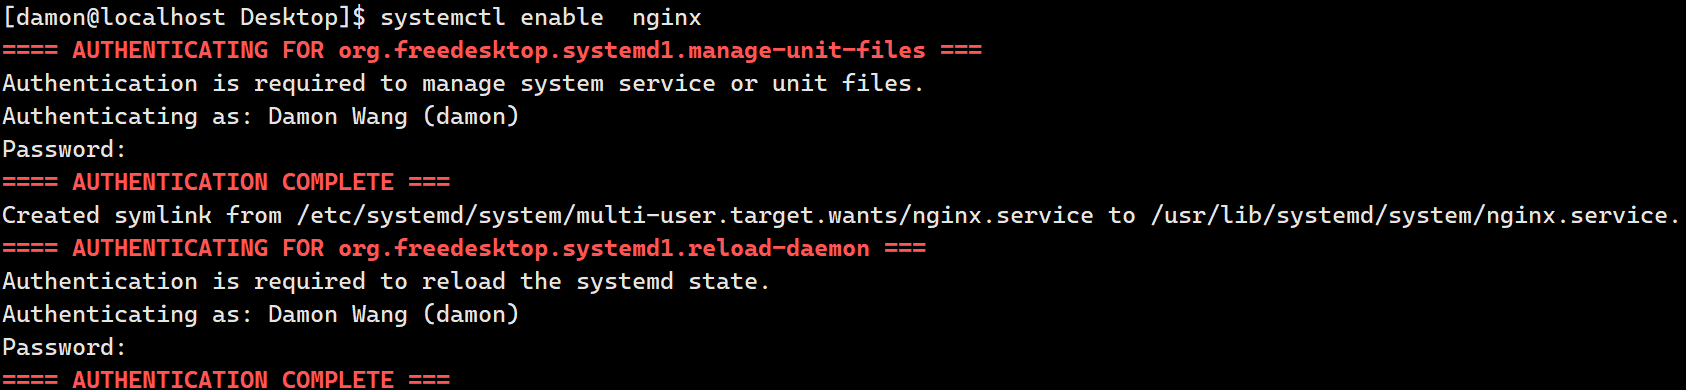 [damon@localhost Desktop]$ systemctl enable  nginx
==== AUTHENTICATING FOR org.freedesktop.systemd1.manage-unit-files ===
Authentication is required to manage system service or unit files.
Authenticating as: Damon Wang (damon)
Password:
==== AUTHENTICATION COMPLETE ===
Created symlink from /etc/systemd/system/multi-user.target.wants/nginx.service to /usr/lib/systemd/system/nginx.service.
==== AUTHENTICATING FOR org.freedesktop.systemd1.reload-daemon ===
Authentication is required to reload the systemd state.
Authenticating as: Damon Wang (damon)
Password:
==== AUTHENTICATION COMPLETE ===